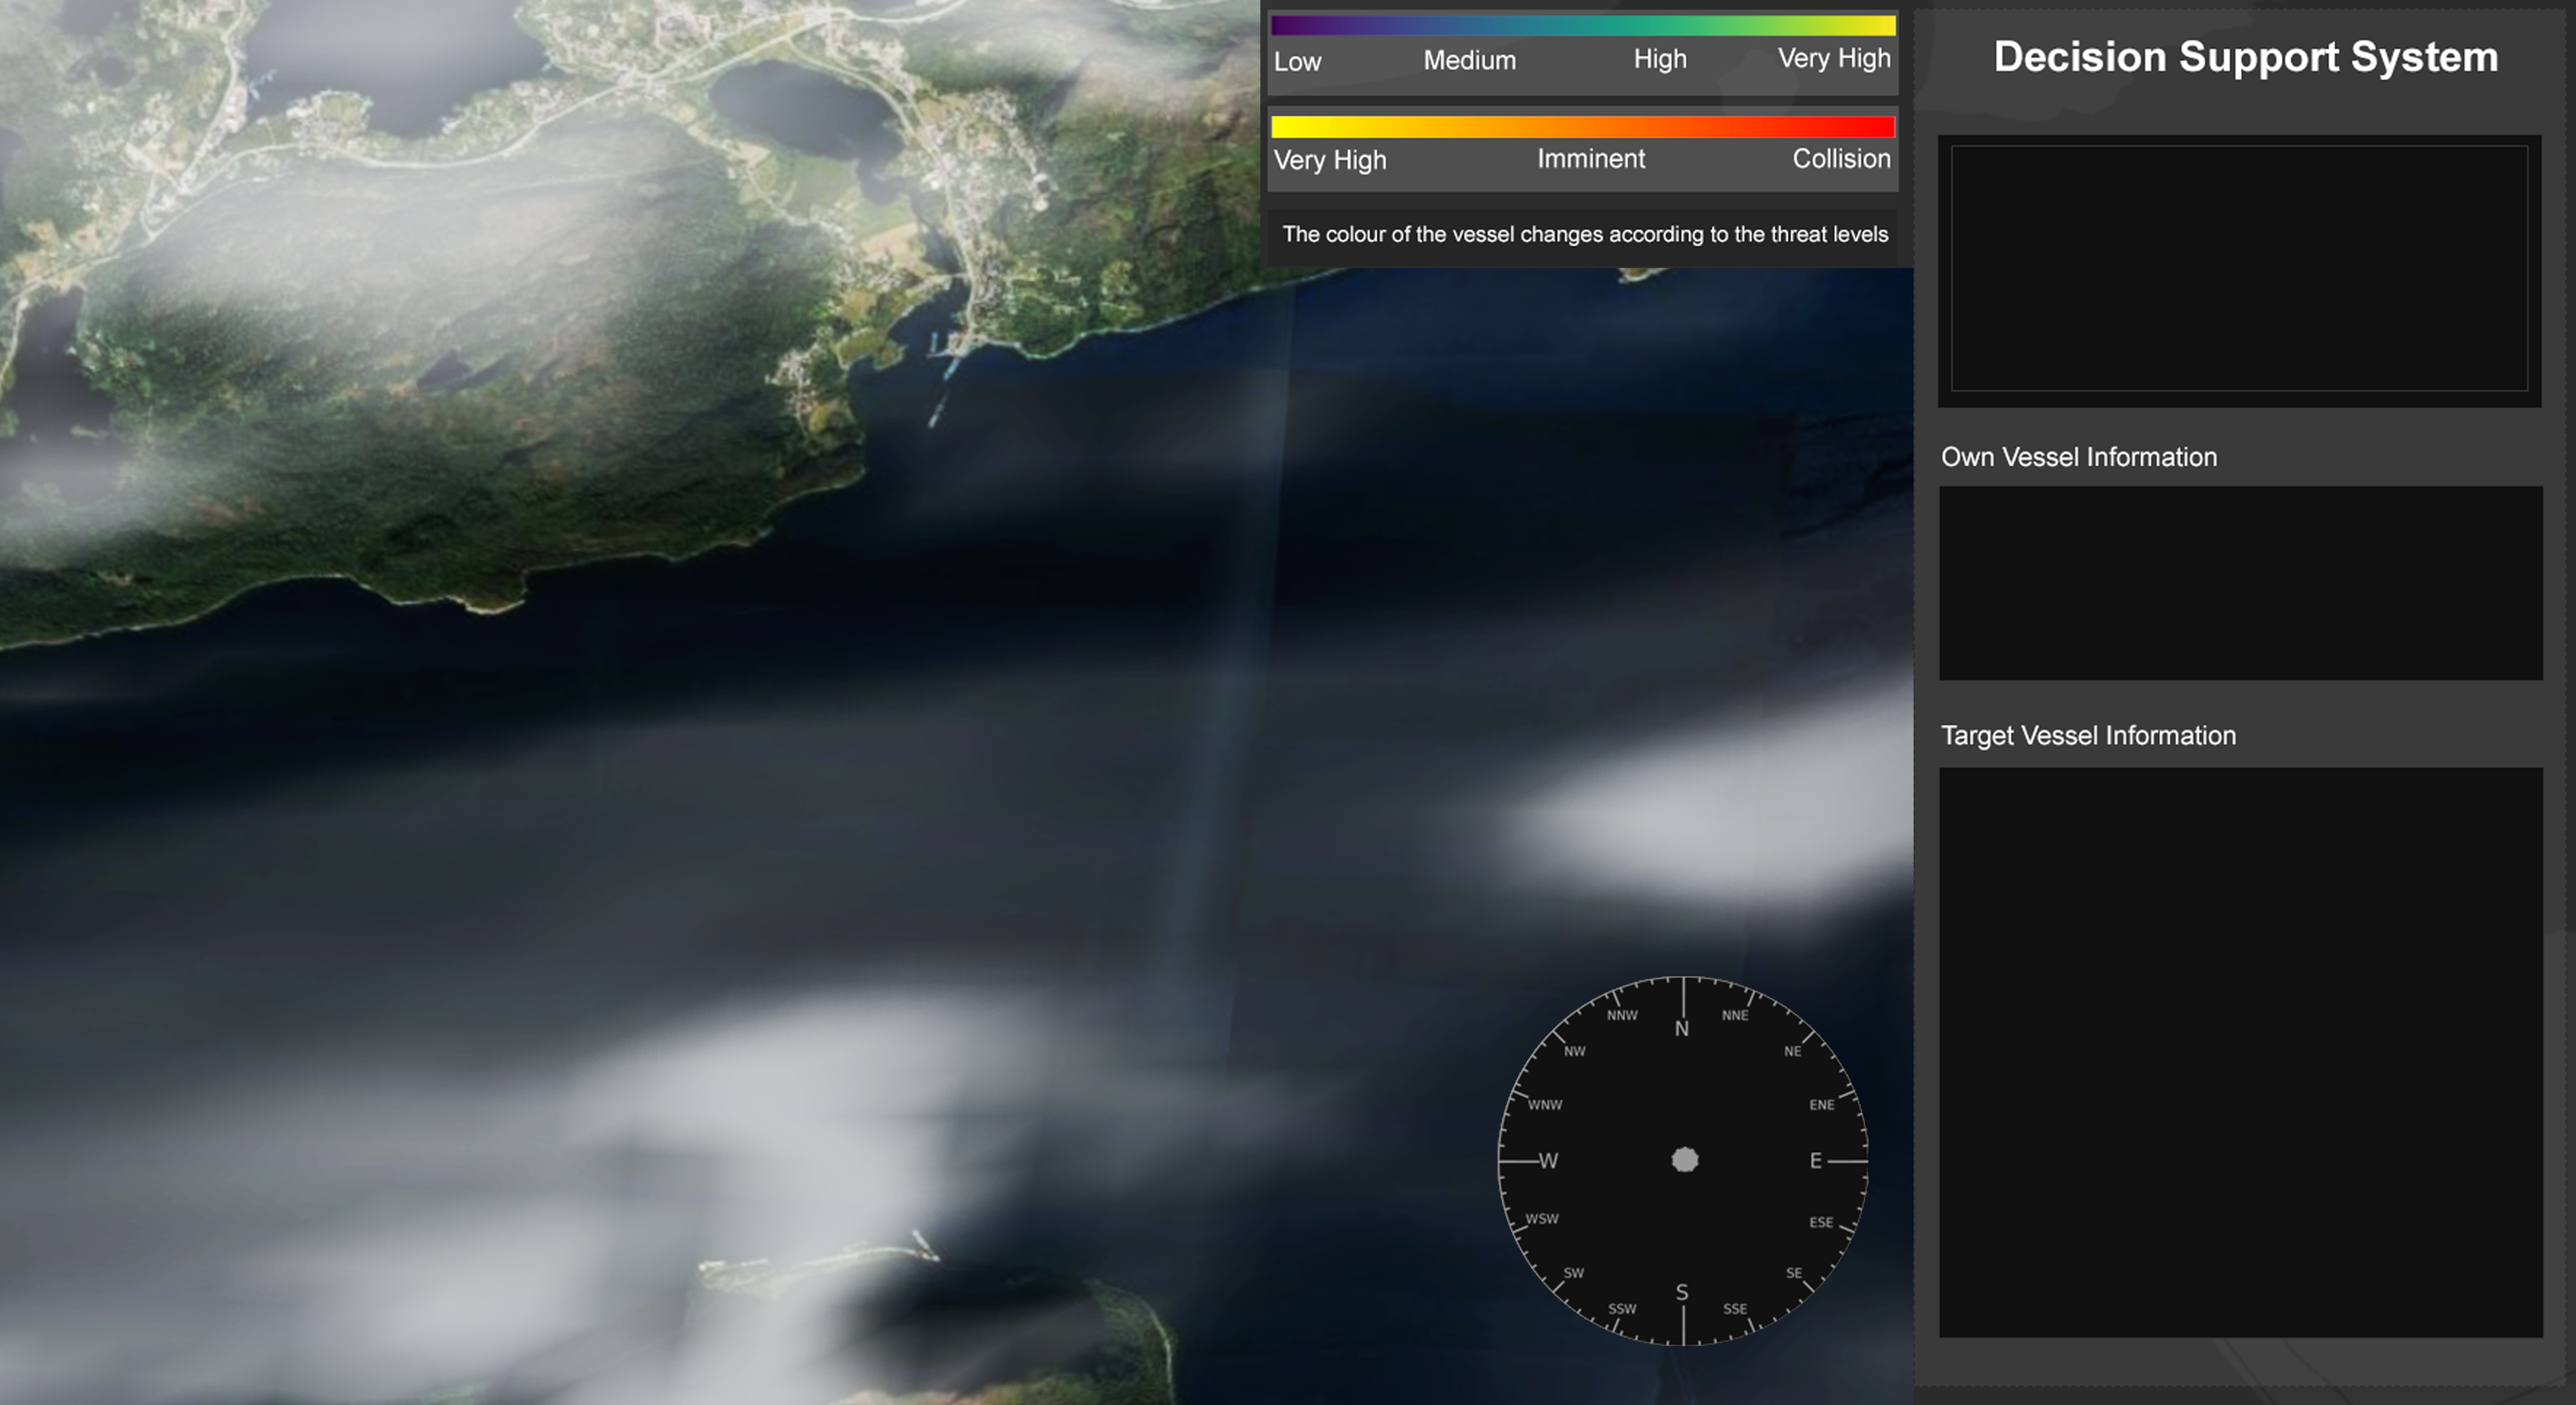 Low Medium High Very High
Very High Imminent Collision
The colour of the vessel changes according to the threat levels
Decision Support System
Own Vessel Information
Target Vessel Information
N
NNE
NE
ENE
E
ESE
SE
SSE
S
SSW
SW
WSW
W
WNW
NW
NNW